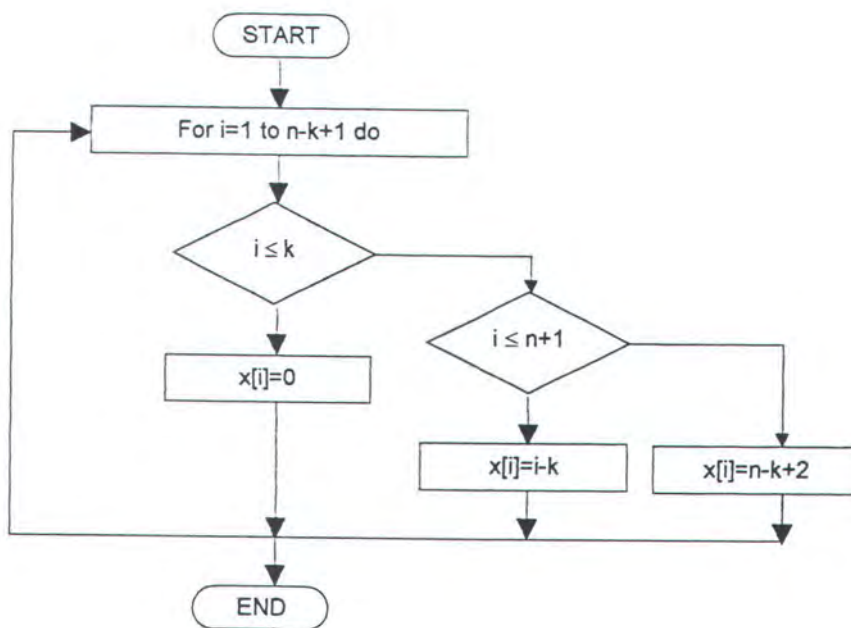 START
For i=1 to n-k+1 do
i ≤ k
i ≤ n+1
x[i]=0
x[i]=i-k
x[i]=n-k+2
END